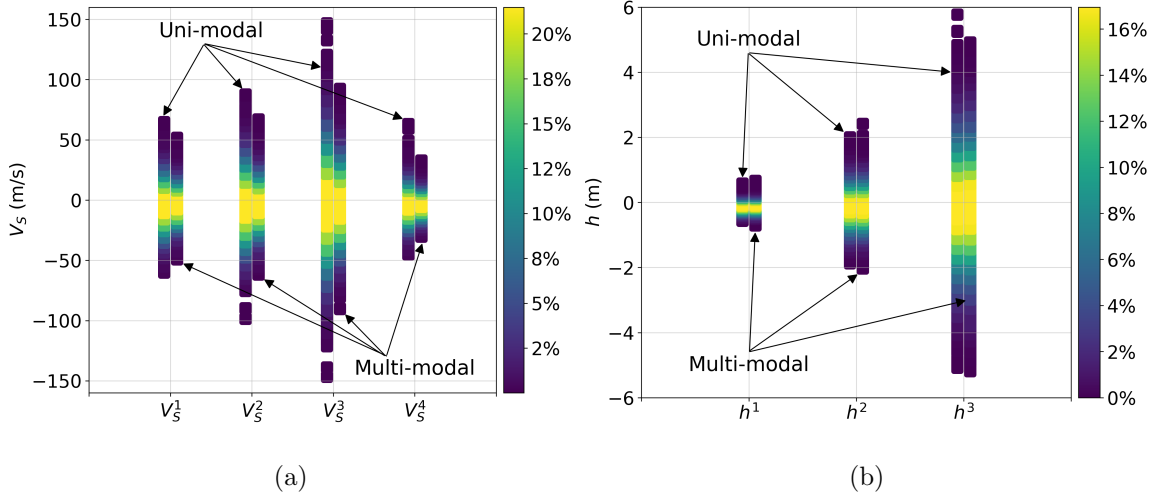 Uni-modal
Multi-modal
V_S (m/s)
150
100
50
0
−50
−100
−150
V_S^1
V_S^2
V_S^3
V_S^4
20%
18%
15%
12%
10%
8%
5%
2%
(a)
Uni-modal
Multi-modal
h (m)
6
4
2
0
−2
−4
−6
h^1
h^2
h^3
16%
14%
12%
10%
8%
6%
4%
2%
0%
(b)